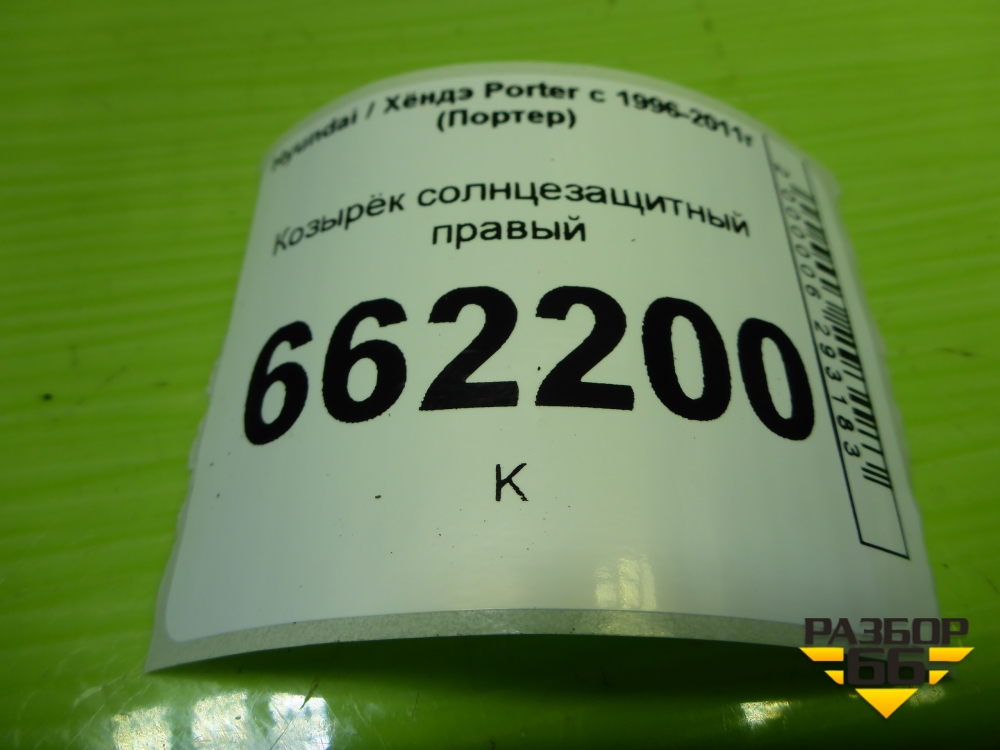 Hyundai / Хёндэ Porter с 1996-2011г
(Портер)
Козырёк солнцезащитный
правый
662200
К
2000006293183
РАЗБОР
66